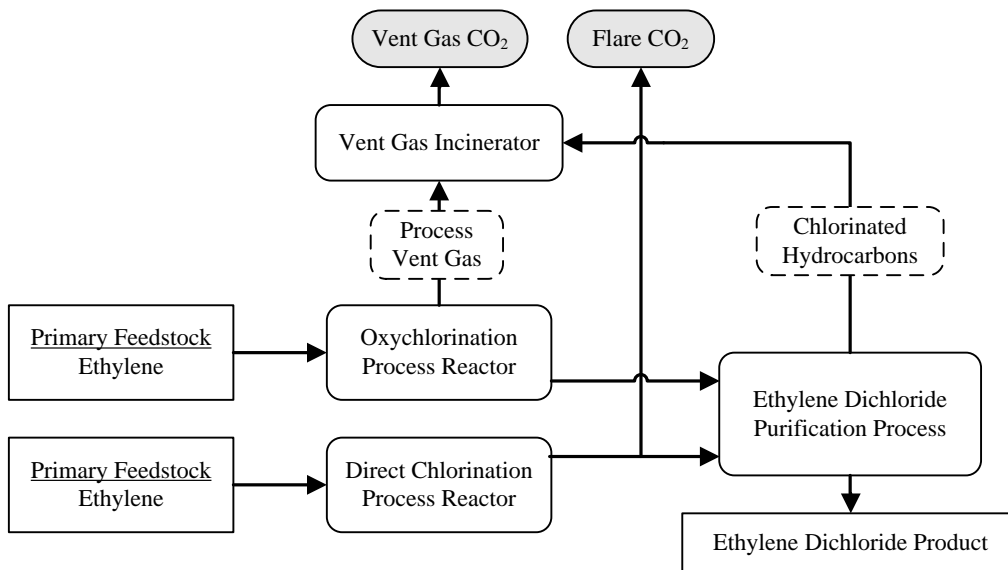 Vent Gas CO₂
Flare CO₂
Vent Gas Incinerator
Process
Vent Gas
Chlorinated
Hydrocarbons
Primary Feedstock
Ethylene
Oxychlorination
Process Reactor
Ethylene Dichloride
Purification Process
Primary Feedstock
Ethylene
Direct Chlorination
Process Reactor
Ethylene Dichloride Product